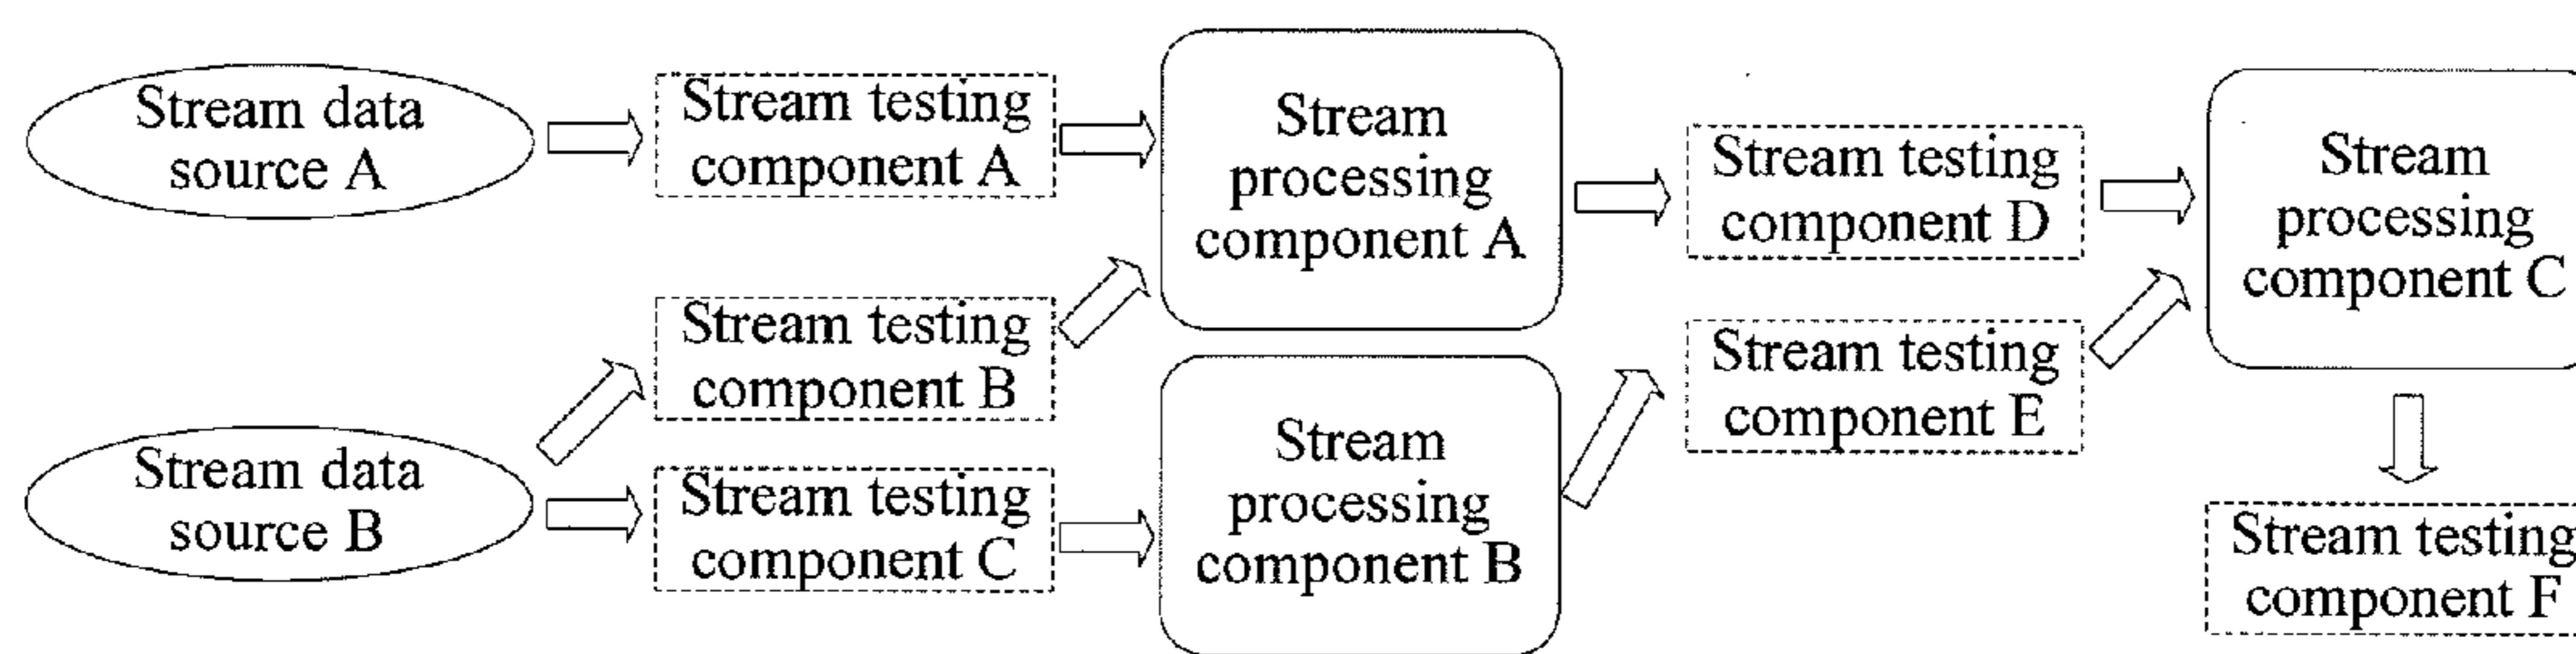 Stream data
source A
Stream testing
component A
Stream
processing
component A
Stream testing
component D
Stream
processing
component C
Stream testing
component B
Stream testing
component E
Stream data
source B
Stream testing
component C
Stream
processing
component B
Stream testing
component F